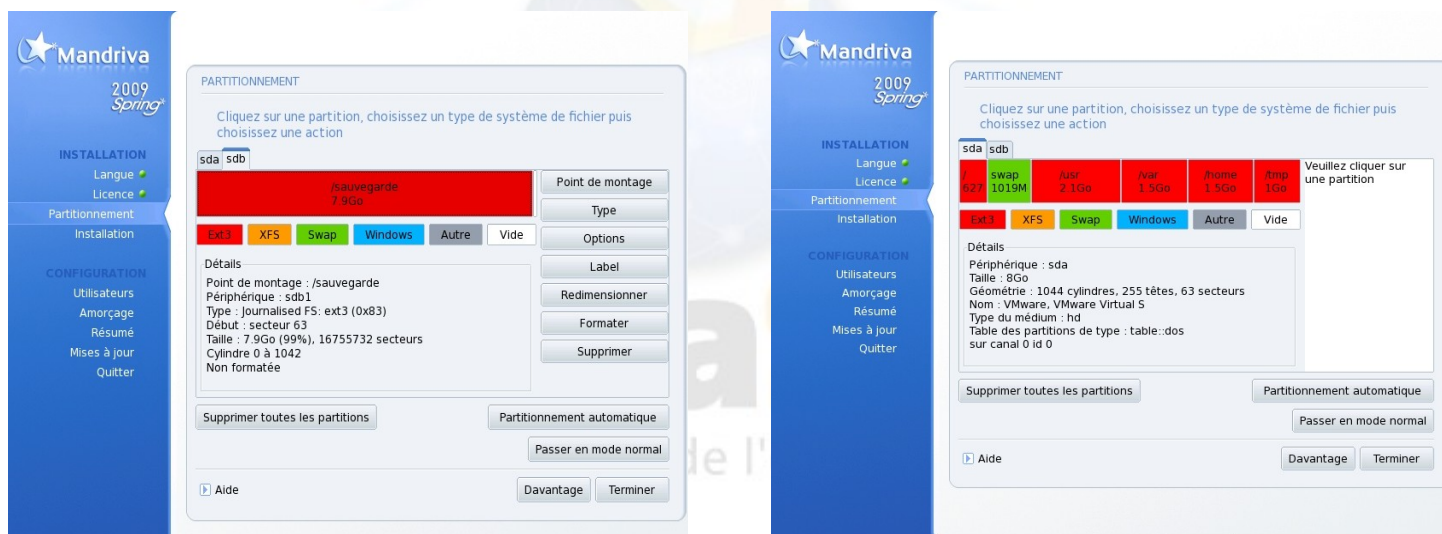 Mandriva
2009
Spring
INSTALLATION
Langue
Licence
Partitionnement
Installation
CONFIGURATION
Utilisateurs
Amorçage
Résumé
Mises à jour
Quitter
PARTITIONNEMENT
Cliquez sur une partition, choisissez un type de système de fichier puis
choisissez une action
sda sdb
/sauvegarde
7.9Go
Ext3 XFS Swap Windows Autre Vide
Détails
Point de montage : /sauvegarde
Périphérique : sdb1
Type : Journalised FS: ext3 (0x83)
Début : secteur 63
Taille : 7.9Go (99%), 16755732 secteurs
Cylindre 0 à 1042
Non formatée
Point de montage
Type
Options
Label
Redimensionner
Formater
Supprimer
Supprimer toutes les partitions
Partitionnement automatique
Passer en mode normal
Aide
Davantage
Terminer
Mandriva
2009
Spring
INSTALLATION
Langue
Licence
Partitionnement
Installation
CONFIGURATION
Utilisateurs
Amorçage
Résumé
Mises à jour
Quitter
PARTITIONNEMENT
Cliquez sur une partition, choisissez un type de système de fichier puis
choisissez une action
sda sdb
/ swap /usr /var /home /tmp
627 1019M 2.1Go 1.5Go 1.5Go 1Go
Veuillez cliquer sur
une partition
Ext3 XFS Swap Windows Autre Vide
Détails
Périphérique : sda
Taille : 8Go
Géométrie : 1044 cylindres, 255 têtes, 63 secteurs
Nom : VMware, VMware Virtual S
Type du médium : hd
Table des partitions de type : table::dos
sur canal 0 id 0
Supprimer toutes les partitions
Partitionnement automatique
Passer en mode normal
Aide
Davantage
Terminer
de l'